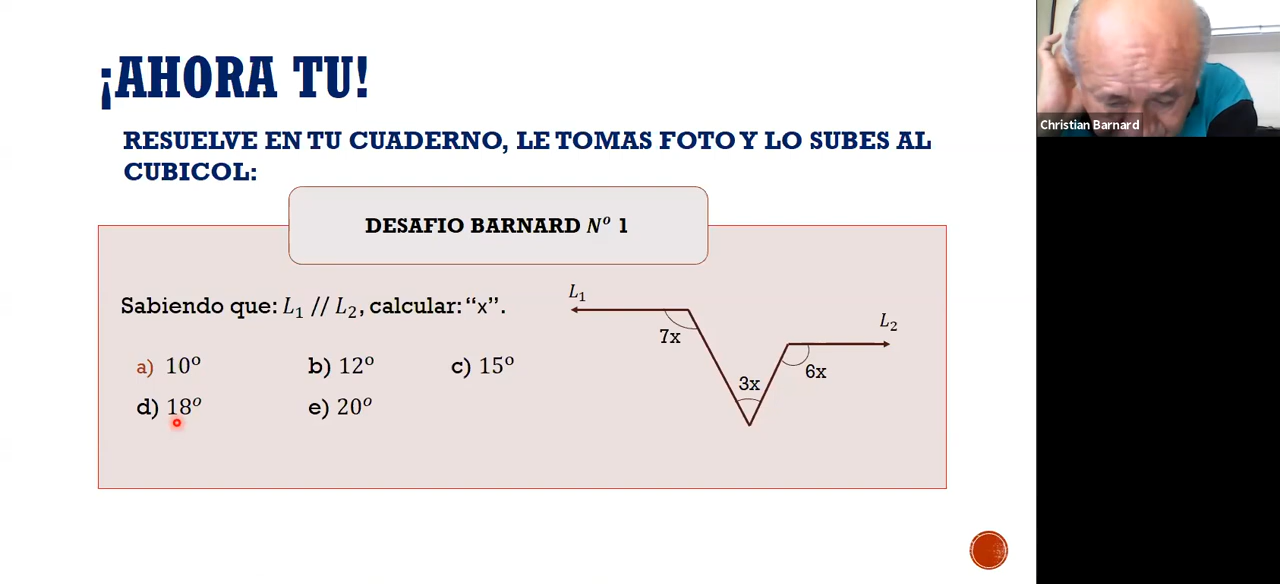 ¡AHORA TU!
RESUELVE EN TU CUADERNO, LE TOMAS FOTO Y LO SUBES AL
CUBICOL:
DESAFIO BARNARD Nº 1
Sabiendo que: L₁ // L₂, calcular: “x”.
a) 10º b) 12º c) 15º
d) 18º e) 20º
L₁
7x
3x
L₂
6x
Christian Barnard